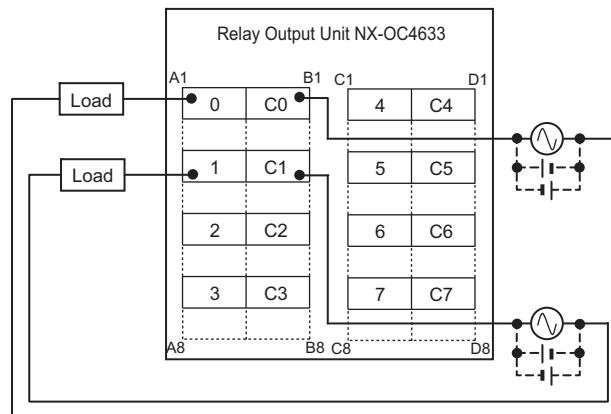 Relay Output Unit NX-OC4633
A1 B1 C1 D1
Load 0 C0 4 C4
Load 1 C1 5 C5
2 C2 6 C6
3 C3 7 C7
A8 B8 C8 D8